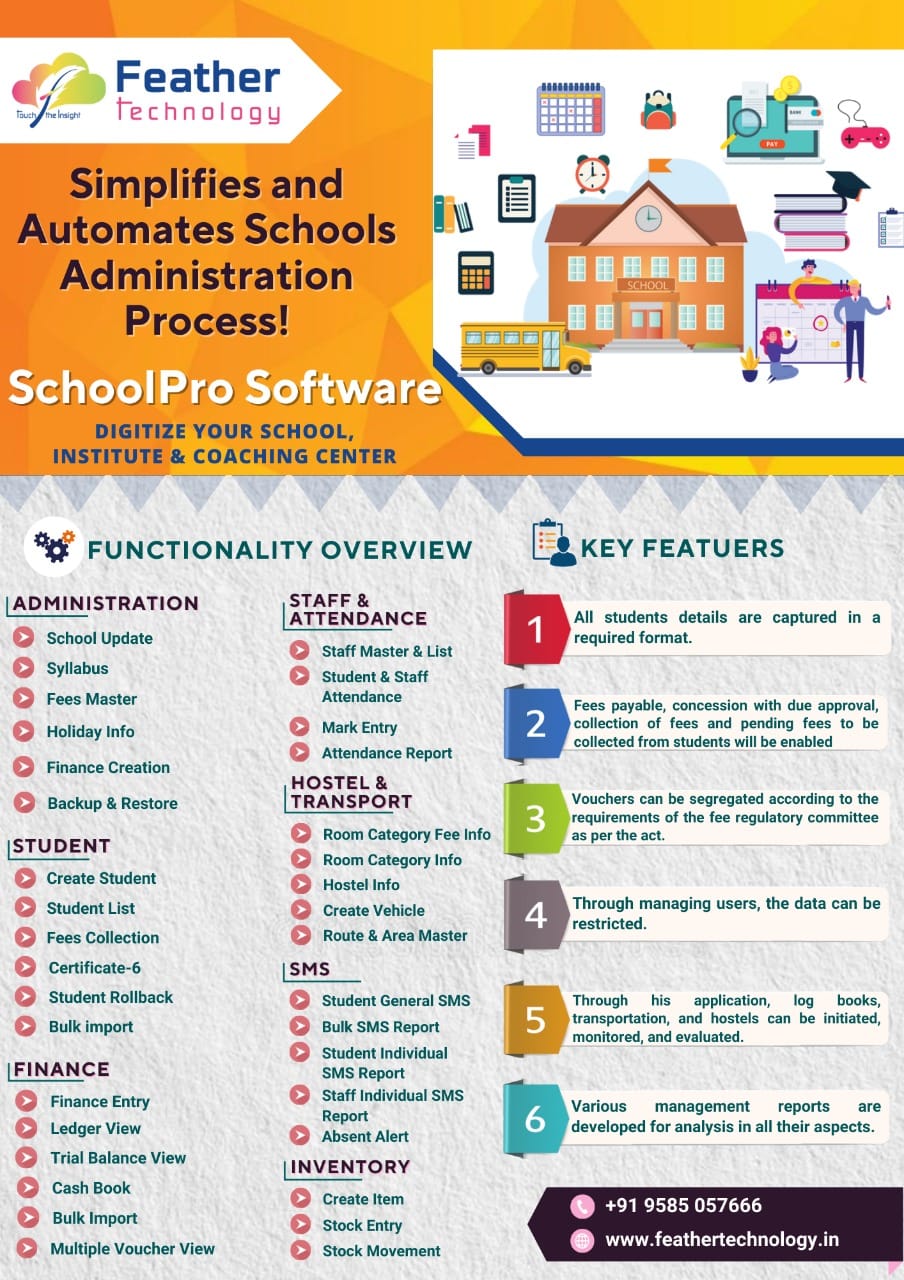 Feather
Technology
Touch the Insight
Simplifies and
Automates Schools
Administration
Process!
SchoolPro Software
DIGITIZE YOUR SCHOOL,
INSTITUTE & COACHING CENTER
BANK
PAY
SCHOOL
FUNCTIONALITY OVERVIEW
ADMINISTRATION
School Update
Syllabus
Fees Master
Holiday Info
Finance Creation
Backup & Restore
STUDENT
Create Student
Student List
Fees Collection
Certificate-6
Student Rollback
Bulk import
FINANCE
Finance Entry
Ledger View
Trial Balance View
Cash Book
Bulk Import
Multiple Voucher View
STAFF &
ATTENDANCE
Staff Master & List
Student & Staff
Attendance
Mark Entry
Attendance Report
HOSTEL &
TRANSPORT
Room Category Fee Info
Room Category Info
Hostel Info
Create Vehicle
Route & Area Master
SMS
Student General SMS
Bulk SMS Report
Student Individual
SMS Report
Staff Individual SMS
Report
Absent Alert
INVENTORY
Create Item
Stock Entry
Stock Movement
KEY FEATUERS
1
All students details are captured in a
required format.
2
Fees payable, concession with due approval,
collection of fees and pending fees to be
collected from students will be enabled
3
Vouchers can be segregated according to the
requirements of the fee regulatory committee
as per the act.
4
Through managing users, the data can be
restricted.
5
Through his application, log books,
transportation, and hostels can be initiated,
monitored, and evaluated.
6
Various management reports are
developed for analysis in all their aspects.
+91 9585 057666
www.feathertechnology.in